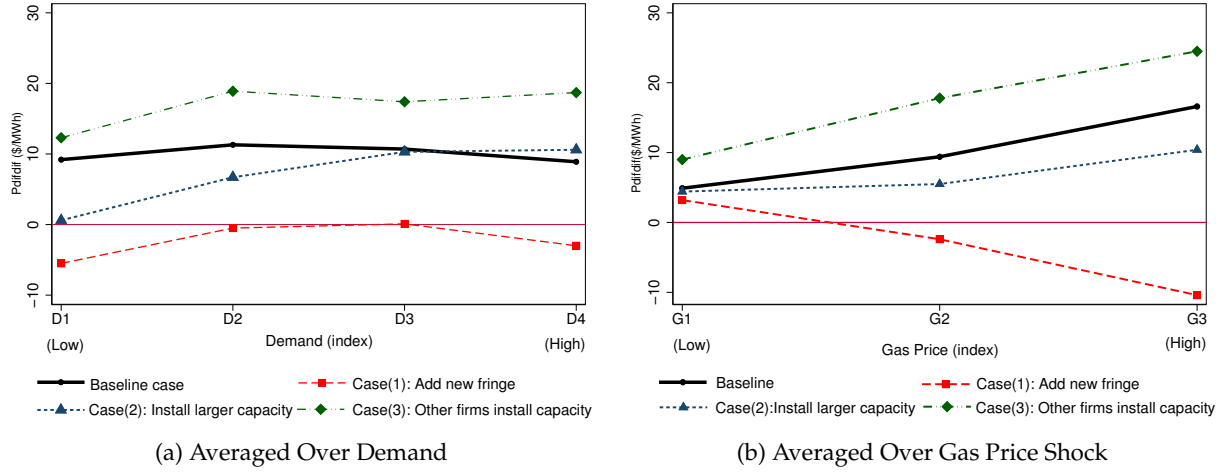 30
20
10
0
−10
Pdifdif ($/MWh)
D1
D2
D3
D4
(Low)
Demand (index)
(High)
Baseline case
Case(1): Add new fringe
Case(2): Install larger capacity
Case(3): Other firms install capacity
(a) Averaged Over Demand
30
20
10
0
−10
Pdifdif($/MWh)
G1
G2
G3
(Low)
Gas Price (index)
(High)
Baseline
Case(1): Add new fringe
Case(2):Install larger capacity
Case(3): Other firms install capacity
(b) Averaged Over Gas Price Shock